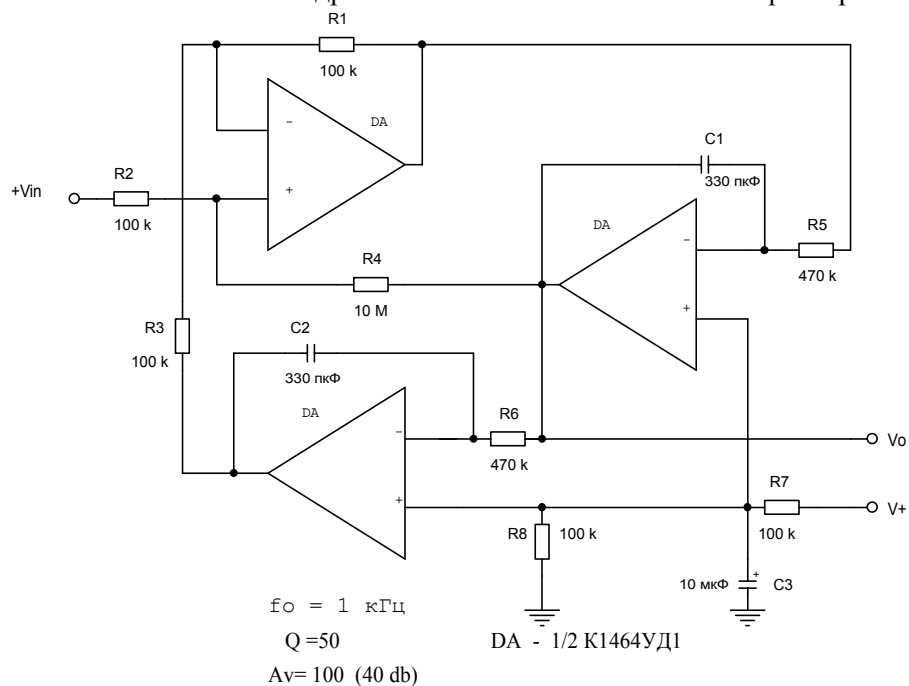 R1
100 k
DA
+Vin
R2
100 k
C1
330 пкФ
DA
R5
470 k
R4
10 M
R3
100 k
C2
330 пкФ
DA
R6
470 k
Vo
R7
V+
R8
100 k
100 k
10 мкФ
+
C3
fo = 1 кГц
Q =50
DA - 1/2 К1464УД1
Av= 100 (40 db)